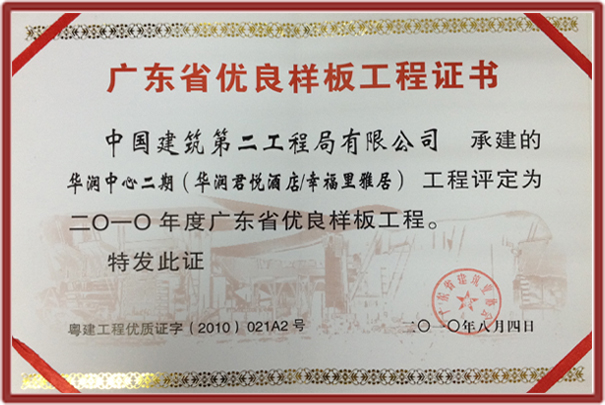 广东省优良样板工程证书
中国建筑第二工程局有限公司 承建的
华润中心二期（华润君悦酒店/幸福里雅居）工程评定为
二〇一〇年度广东省优良样板工程。
特发此证
粤建工程优质证字（2010）021A2号
二〇一〇年八月四日